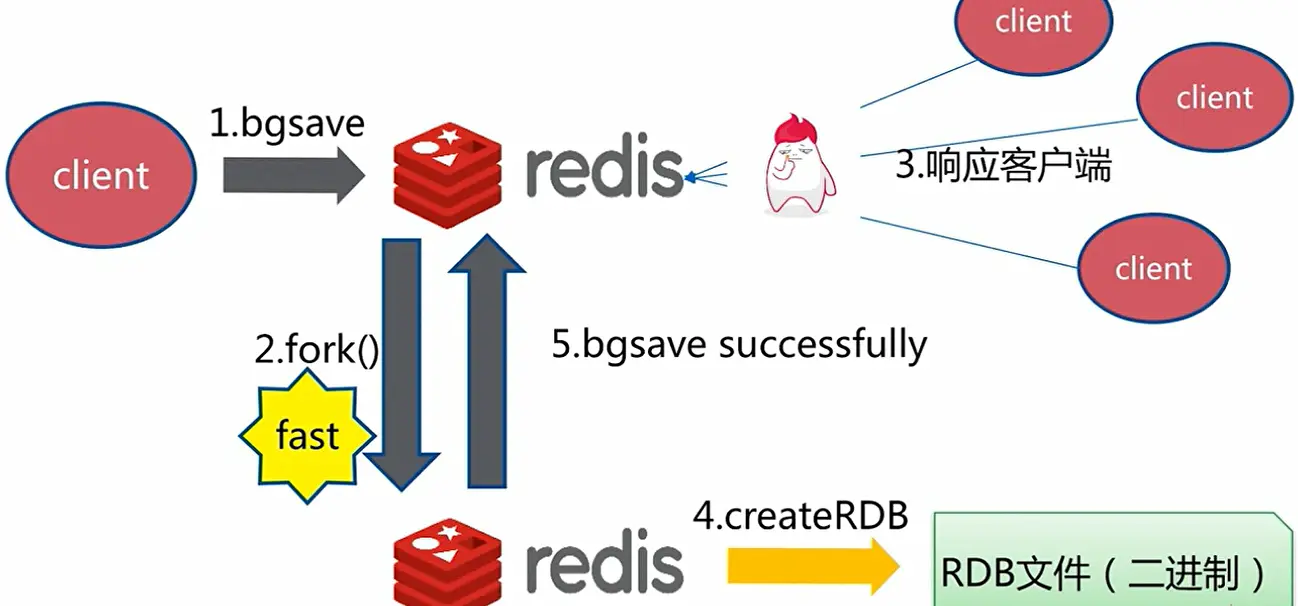 client
client
1.bgsave
client
redis
3.响应客户端
client
2.fork()
5.bgsave successfully
fast
4.createRDB
redis
RDB文件（二进制）